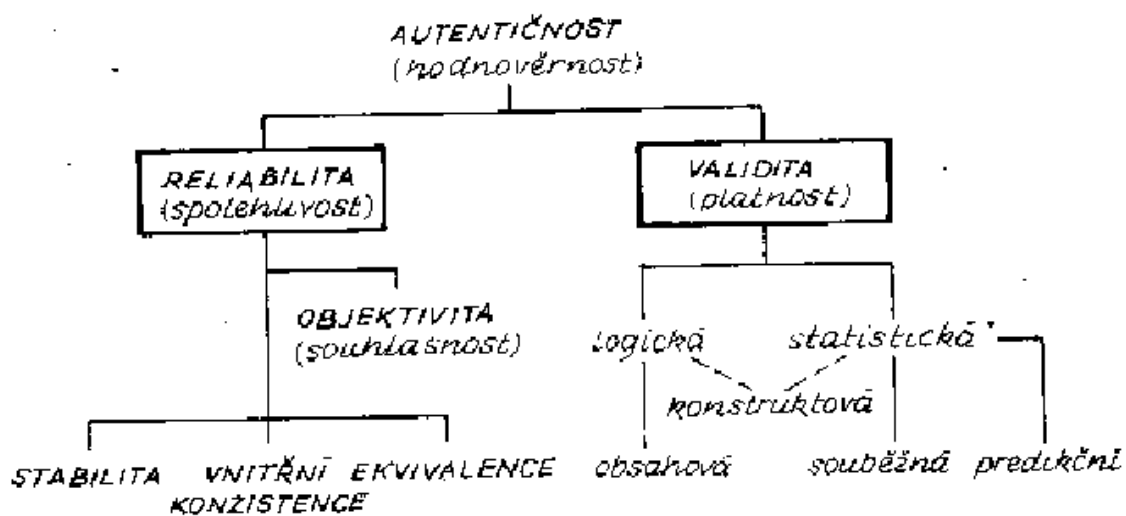 AUTENTIČNOST
(hodnověrnost)
RELIABILITA
(spolehlivost)
VALIDITA
(platnost)
OBJEKTIVITA
(souhlasnost)
logická
statistická
konstruktová
STABILITA VNITŘNÍ EKVIVALENCE obsahová souběžná predikční
KONZISTENCE